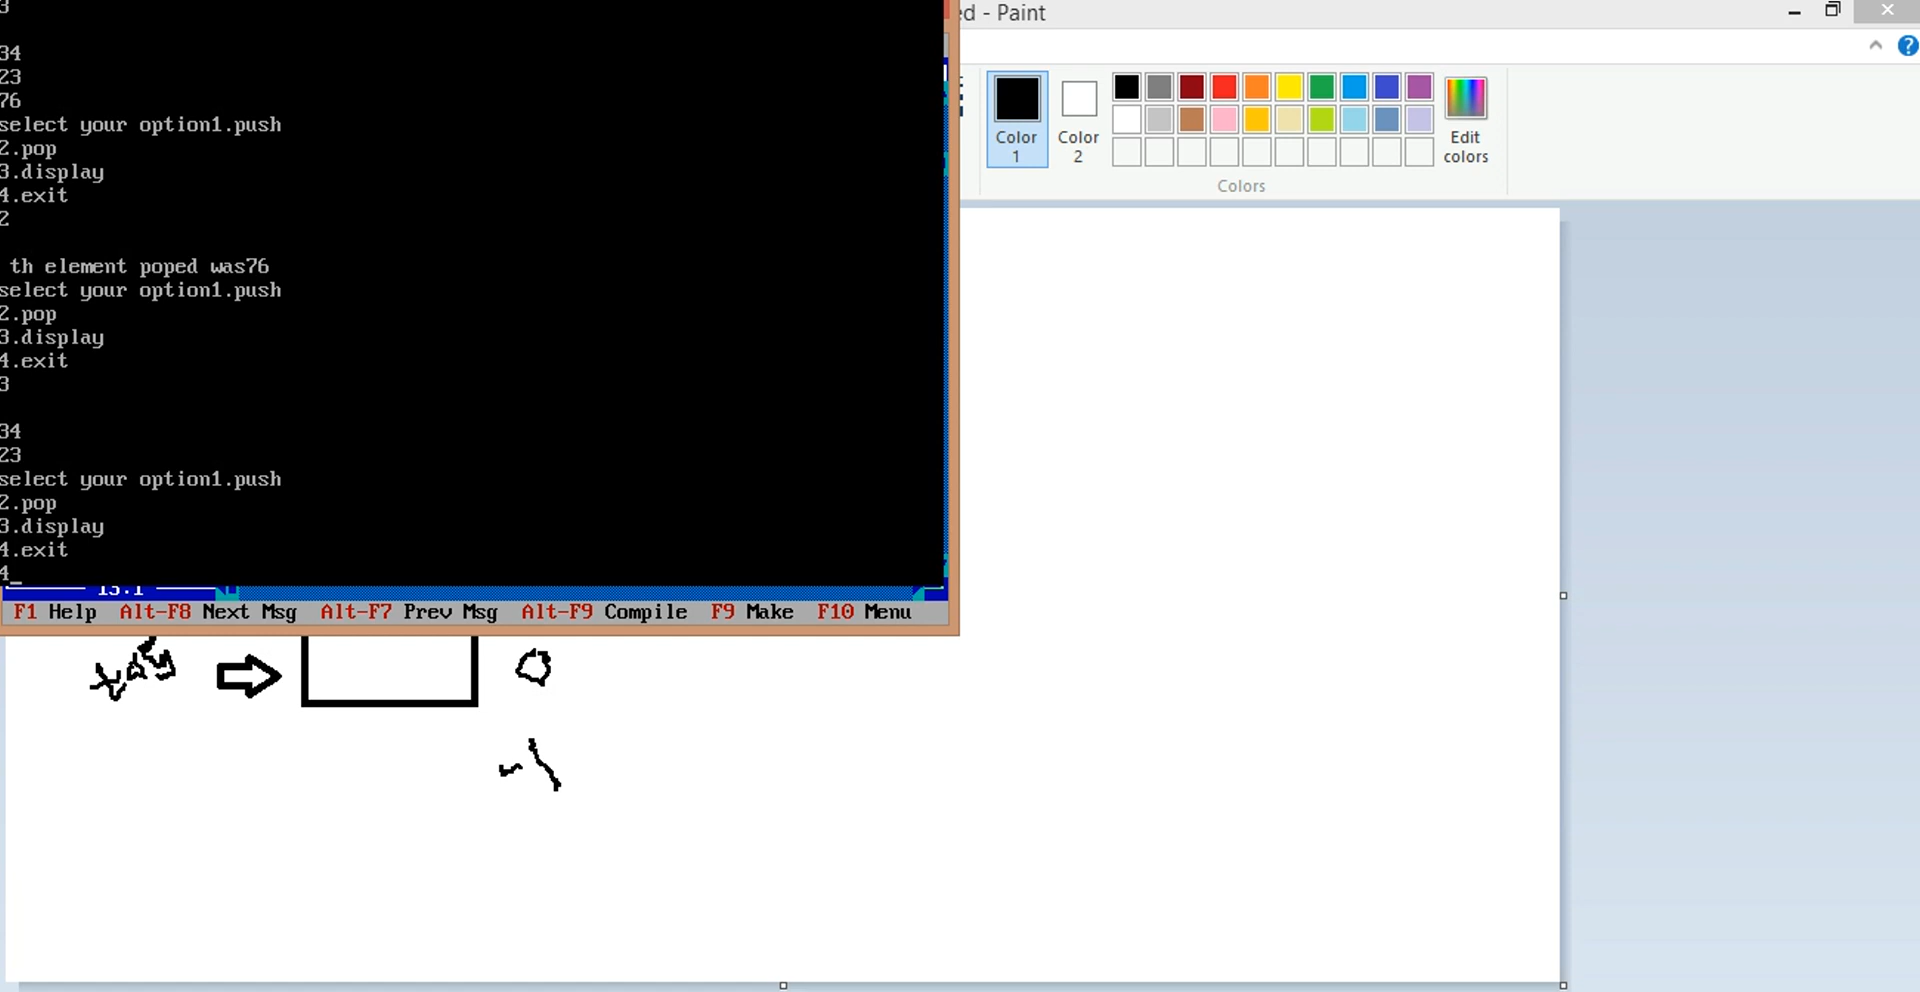 3
34
23
76
select your option1.push
2.pop
3.display
4.exit
2
th element poped was76
select your option1.push
2.pop
3.display
4.exit
3
34
23
select your option1.push
2.pop
3.display
4.exit
4_
F1 Help Alt-F8 Next Msg Alt-F7 Prev Msg Alt-F9 Compile F9 Make F10 Menu
ed - Paint
Color 1
Color 2
Edit colors
Colors
0
-1